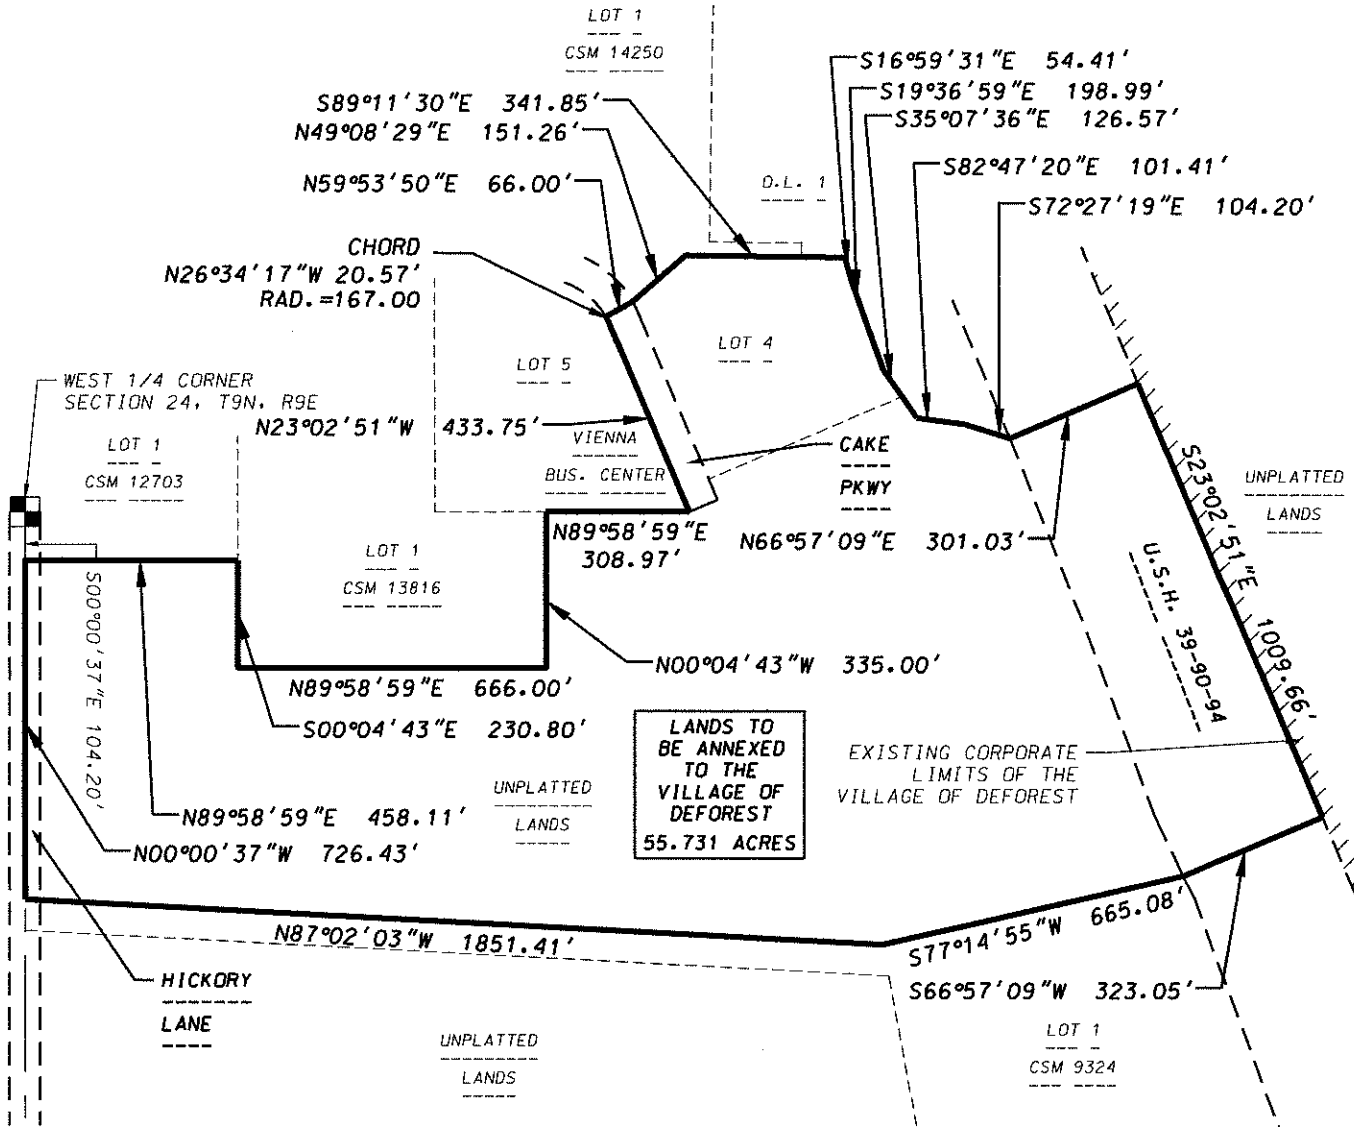 LOT 1
CSM 14250
S89°11'30"E 341.85'
N49°08'29"E 151.26'
N59°53'50"E 66.00'
CHORD
N26°34'17"W 20.57'
RAD.=167.00
S16°59'31"E 54.41'
S19°36'59"E 198.99'
S35°07'36"E 126.57'
S82°47'20"E 101.41'
S72°27'19"E 104.20'
O.L. 1
LOT 4
LOT 5
WEST 1/4 CORNER
SECTION 24, T9N, R9E
LOT 1
CSM 12703
N23°02'51"W 433.75'
VIENNA
BUS. CENTER
CAKE
PKWY
S23°02'51"E 1009.66'
UNPLATTED
LANDS
N89°58'59"E
308.97'
N66°57'09"E 301.03'
U.S.H. 39-90-94
LOT 1
CSM 13816
S00°00'37"E 104.20'
N00°04'43"W 335.00'
N89°58'59"E 666.00'
S00°04'43"E 230.80'
LANDS TO
BE ANNEXED
TO THE
VILLAGE OF
DEFOREST
55.731 ACRES
EXISTING CORPORATE
LIMITS OF THE
VILLAGE OF DEFOREST
UNPLATTED
LANDS
N89°58'59"E 458.11'
N00°00'37"W 726.43'
N87°02'03"W 1851.41'
S77°14'55"W 665.08'
S66°57'09"W 323.05'
HICKORY
LANE
UNPLATTED
LANDS
LOT 1
CSM 9324